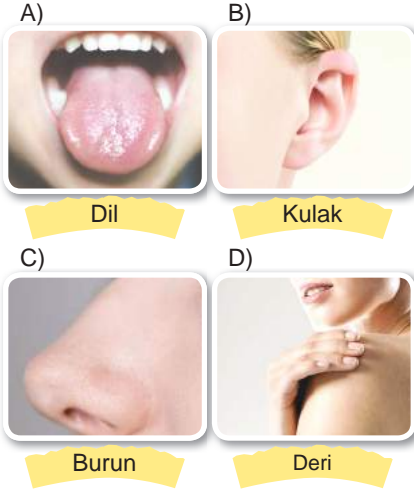 A)
B)
Dil
Kulak
C)
D)
Burun
Deri